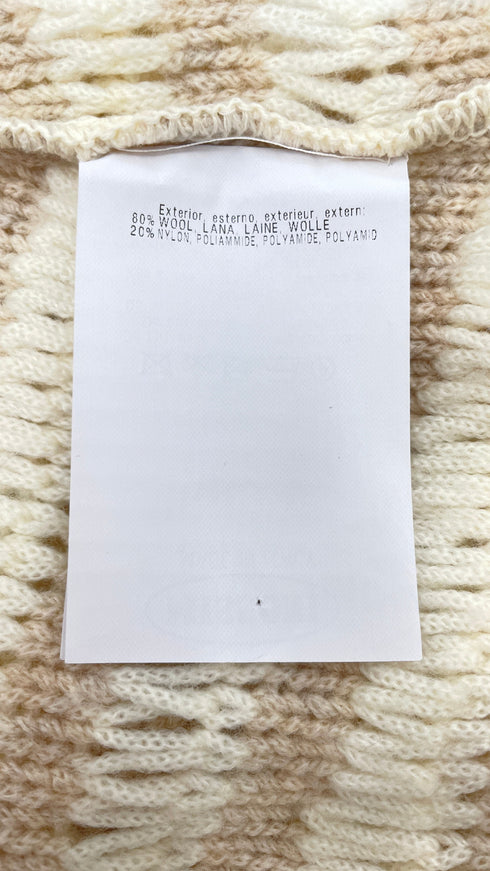 Exterior, esterno, exterieur, extern:
80% WOOL, LANA, LAINE, WOLLE
20% NYLON, POLIAMMIDE, POLYAMIDE, POLYAMID